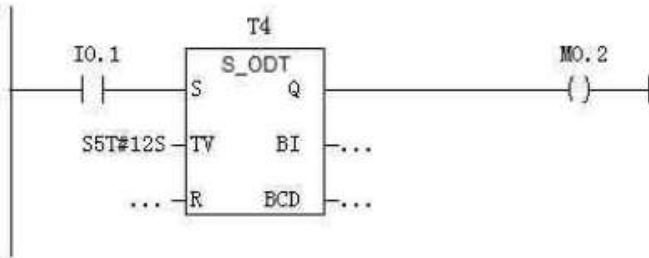 T4
I0.1 S_ODT M0.2
S Q
S5T#12S TV BI ...
... R BCD ...